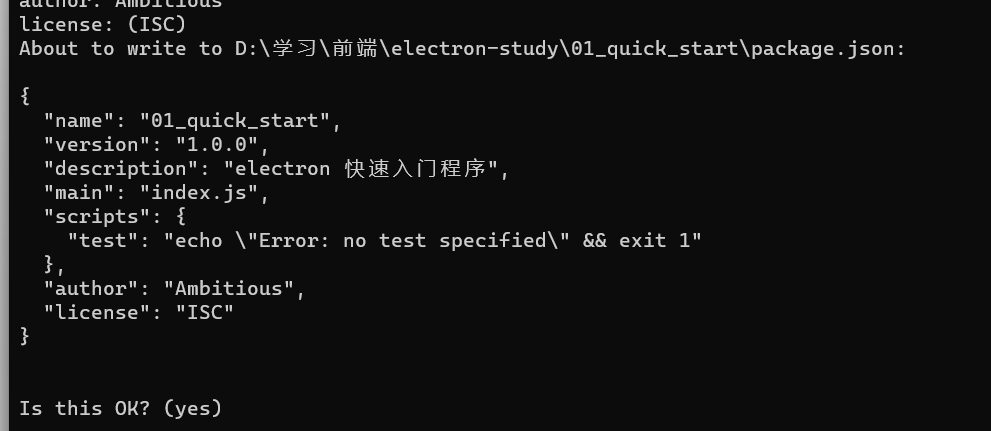 author: Ambitious
license: (ISC)
About to write to D:\学习\前端\electron-study\01_quick_start\package.json:
{
"name": "01_quick_start",
"version": "1.0.0",
"description": "electron 快速入门程序",
"main": "index.js",
"scripts": {
"test": "echo \"Error: no test specified\" && exit 1"
},
"author": "Ambitious",
"license": "ISC"
}
Is this OK? (yes)